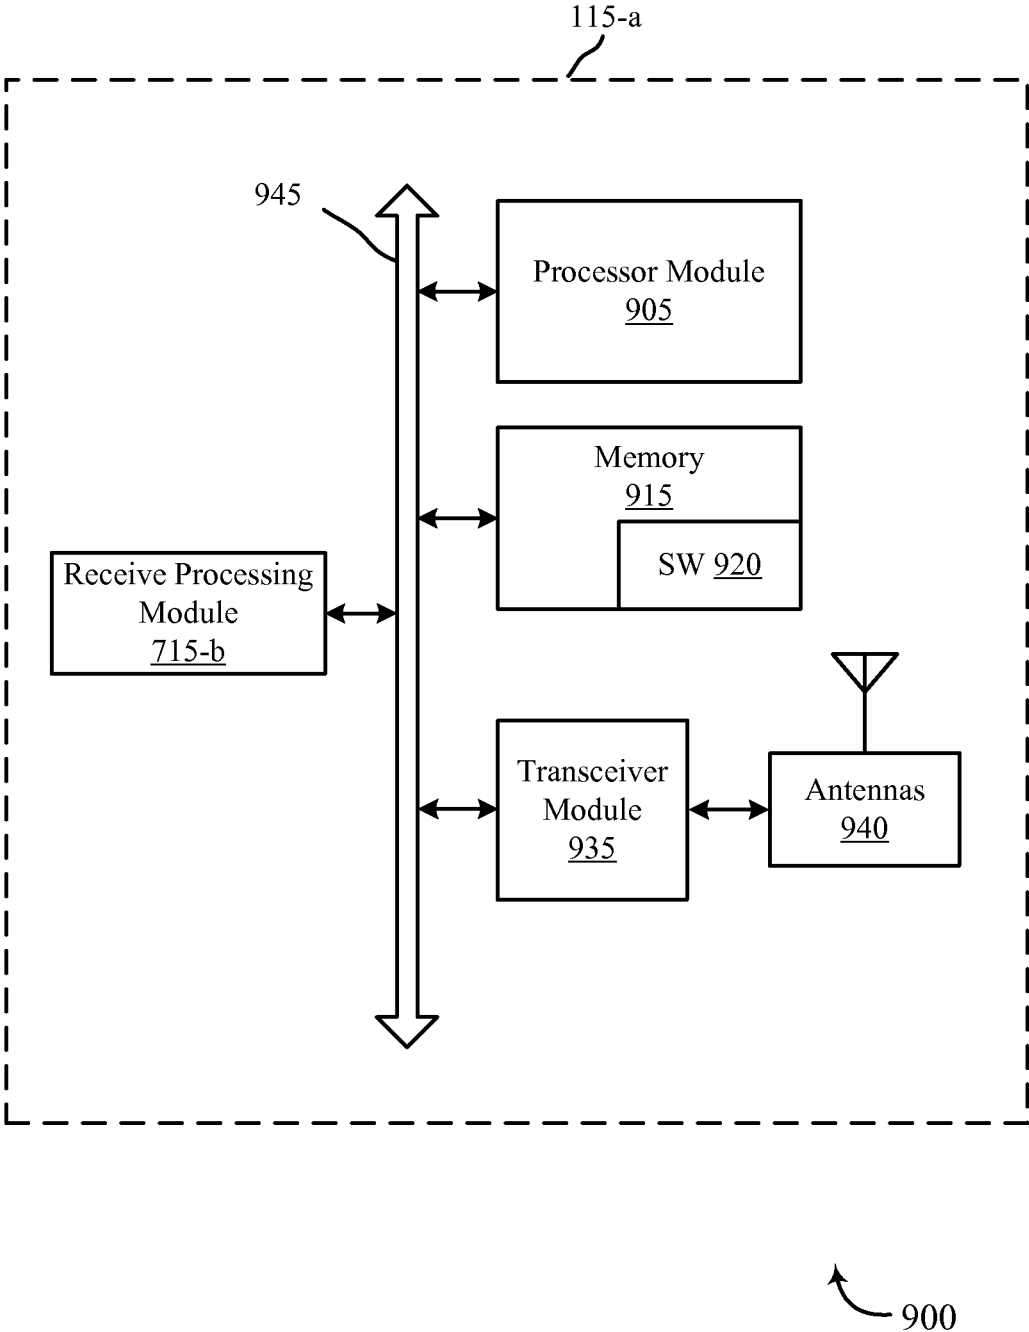 115-a
945
Processor Module
905
Memory
915
SW 920
Receive Processing
Module
715-b
Transceiver
Module
935
Antennas
940
900